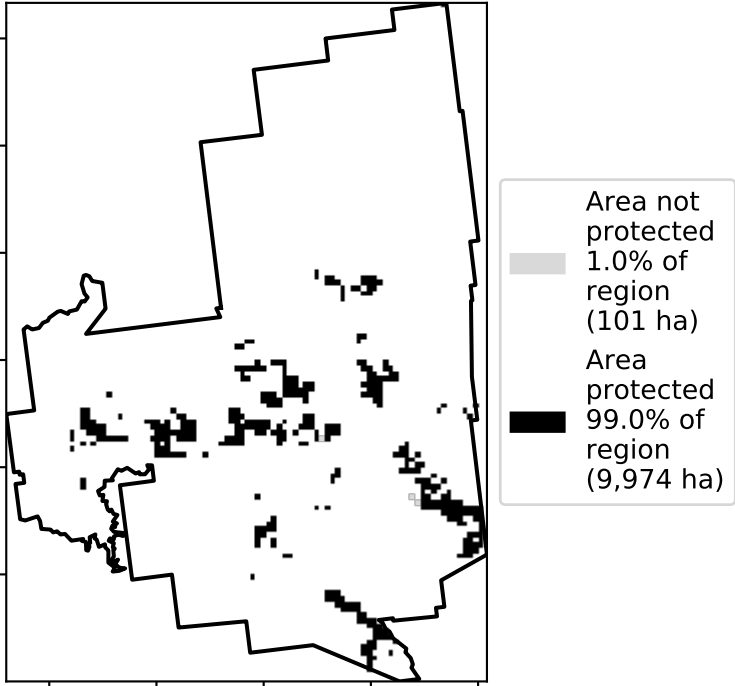 Area not
protected
1.0% of
region
(101 ha)
Area
protected
99.0% of
region
(9,974 ha)